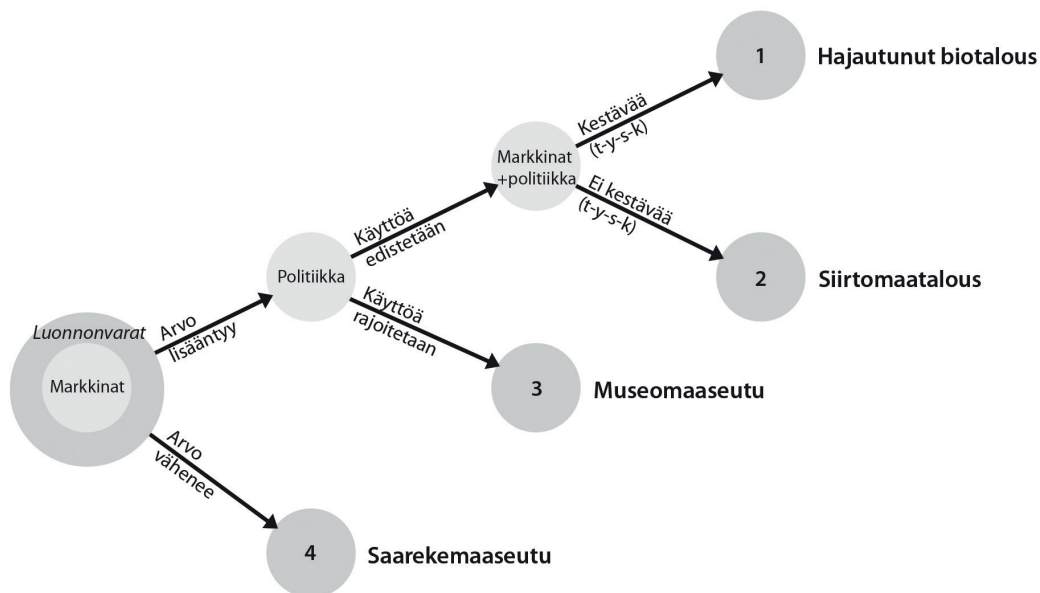 1
Hajautunut biotalous
Kestävää
(t-y-s-k)
Markkinat
+politiikka
Ei kestävää
(t-y-s-k)
Käyttöä
edistetään
2
Siirtomaatalous
Politiikka
Käyttöä
rajoitetaan
Luonnonvarat
Arvo
lisääntyy
Markkinat
3
Museomaaseutu
Arvo
vähenee
4
Saarekemaaseutu